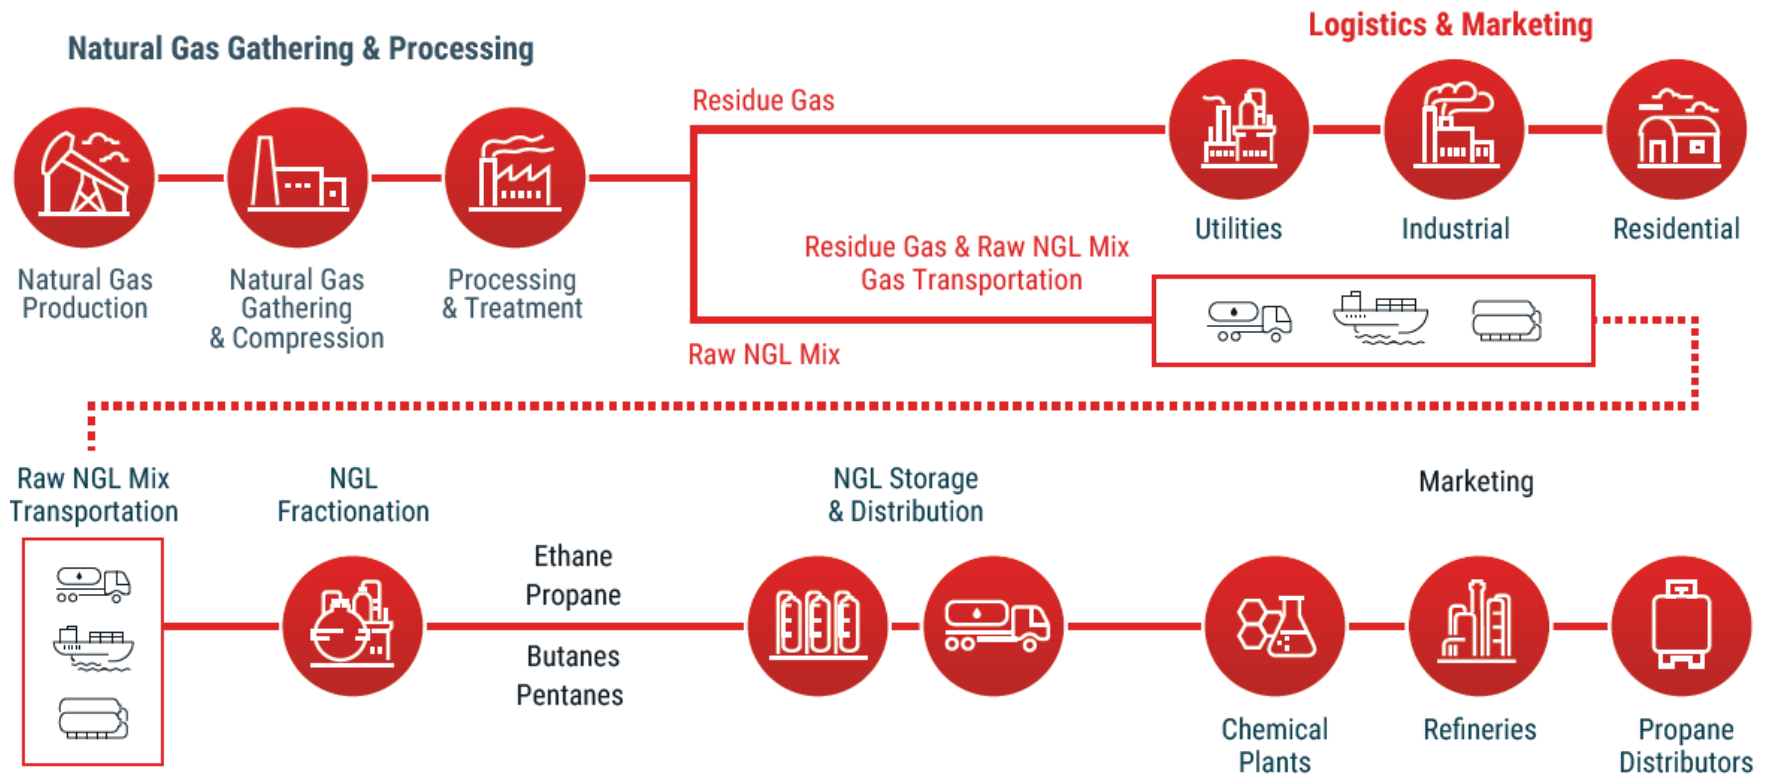 Natural Gas Gathering & Processing
Logistics & Marketing
Residue Gas
Utilities
Industrial
Residential
Natural Gas
Production
Natural Gas
Gathering
& Compression
Processing
& Treatment
Residue Gas & Raw NGL Mix
Gas Transportation
Raw NGL Mix
Raw NGL Mix
Transportation
NGL
Fractionation
NGL Storage
& Distribution
Marketing
Ethane
Propane
Butanes
Pentanes
Chemical
Plants
Refineries
Propane
Distributors